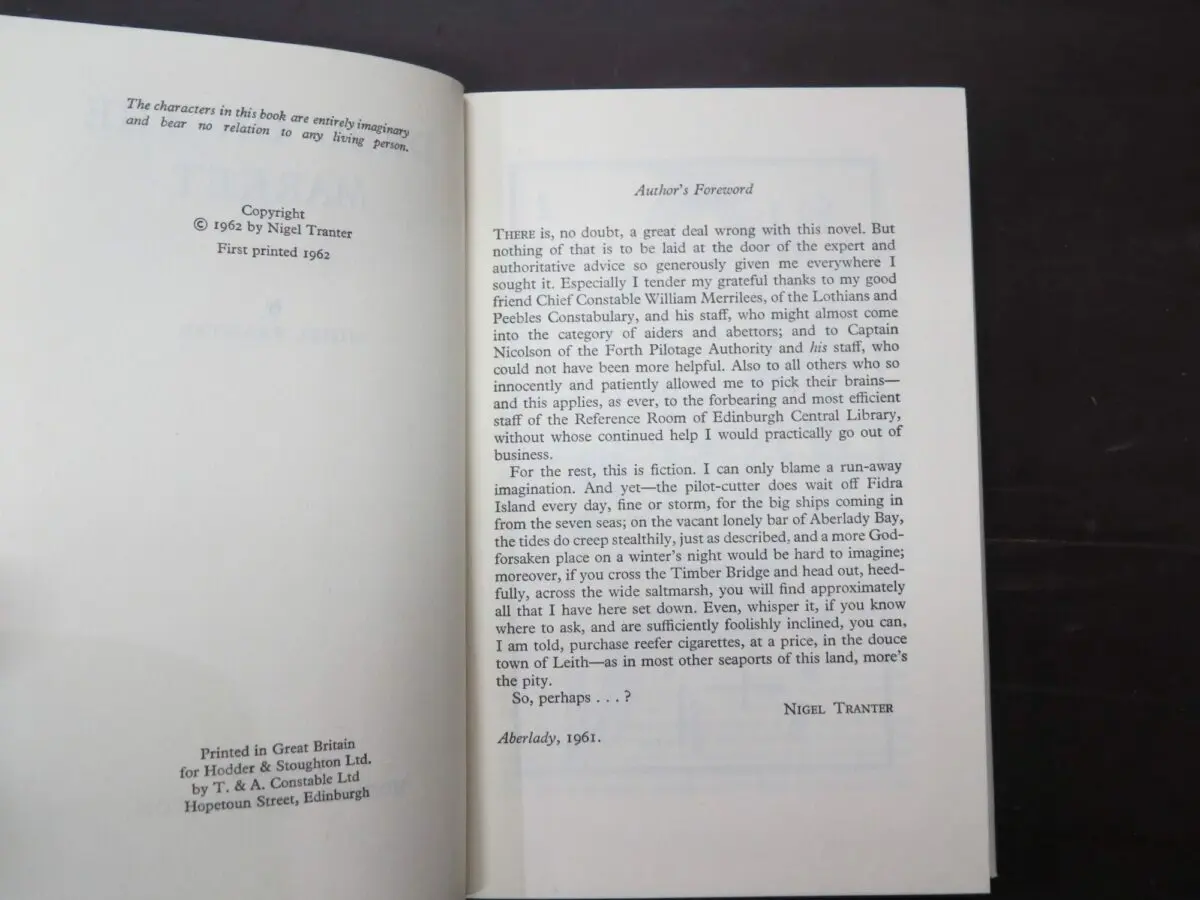 The characters in this book are entirely imaginary
and bear no relation to any living person.
Copyright
© 1962 by Nigel Tranter
First printed 1962
Printed in Great Britain
for Hodder & Stoughton Ltd.
by T. & A. Constable Ltd
Hopetoun Street, Edinburgh
Author's Foreword
THERE is, no doubt, a great deal wrong with this novel. But
nothing of that is to be laid at the door of the expert and
authoritative advice so generously given me everywhere I
sought it. Especially I tender my grateful thanks to my good
friend Chief Constable William Merrilees, of the Lothians and
Peebles Constabulary, and his staff, who might almost come
into the category of aiders and abettors; and to Captain
Nicolson of the Forth Pilotage Authority and his staff, who
could not have been more helpful. Also to all others who so
innocently and patiently allowed me to pick their brains—
and this applies, as ever, to the forbearing and most efficient
staff of the Reference Room of Edinburgh Central Library,
without whose continued help I would practically go out of
business.
For the rest, this is fiction. I can only blame a run-away
imagination. And yet—the pilot-cutter does wait off Fidra
Island every day, fine or storm, for the big ships coming in
from the seven seas; on the vacant lonely bar of Aberlady Bay,
the tides do creep stealthily, just as described, and a more God-
forsaken place on a winter's night would be hard to imagine;
moreover, if you cross the Timber Bridge and head out, heed-
fully, across the wide saltmarsh, you will find approximately
all that I have here set down. Even, whisper it, if you know
where to ask, and are sufficiently foolishly inclined, you can,
I am told, purchase reefer cigarettes, at a price, in the douce
town of Leith—as in most other seaports of this land, more's
the pity.
So, perhaps . . . ?
NIGEL TRANTER
Aberlady, 1961.